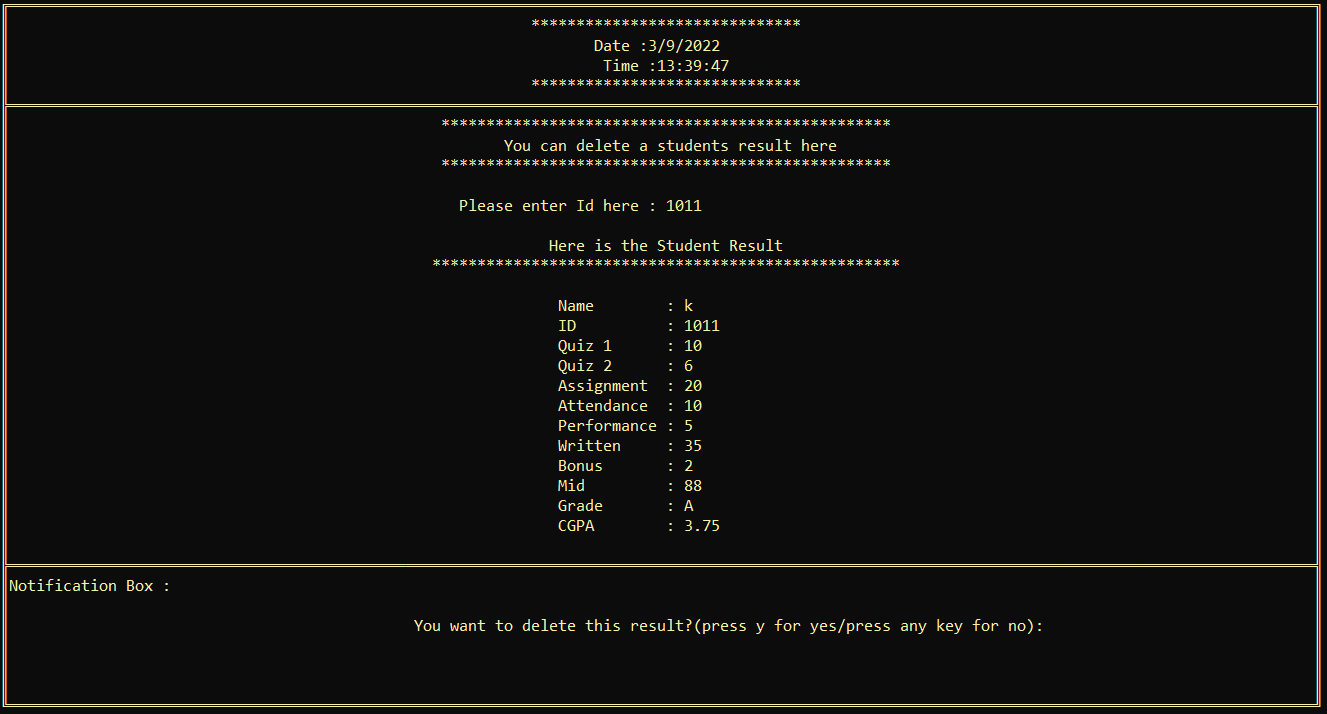 ******************************
Date :3/9/2022
Time :13:39:47
******************************
**************************************************
You can delete a students result here
**************************************************
Please enter Id here : 1011
Here is the Student Result
****************************************************
Name        : k
ID          : 1011
Quiz 1      : 10
Quiz 2      : 6
Assignment  : 20
Attendance  : 10
Performance : 5
Written     : 35
Bonus       : 2
Mid         : 88
Grade       : A
CGPA        : 3.75
Notification Box :
You want to delete this result?(press y for yes/press any key for no):